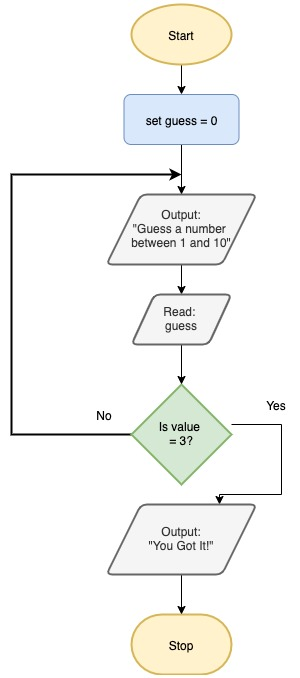 Start
set guess = 0
Output:
"Guess a number
between 1 and 10"
Read:
guess
Is value
= 3?
No
Yes
Output:
"You Got It!"
Stop